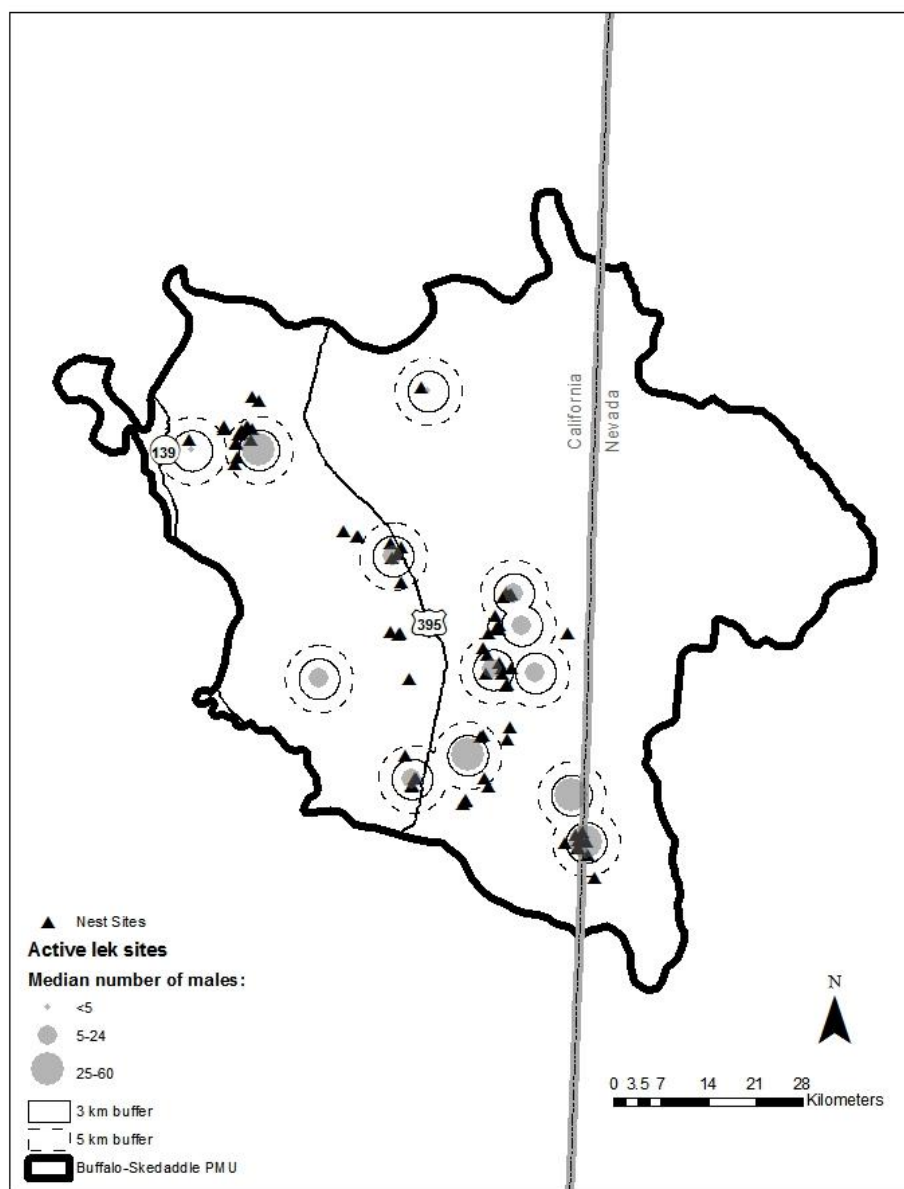 California
Nevada
139
395
Nest Sites
Active lek sites
Median number of males:
<5
5-24
25-60
3 km buffer
5 km buffer
Buffalo-Skedaddle PMU
N
0 3.5 7 14 21 28
Kilometers